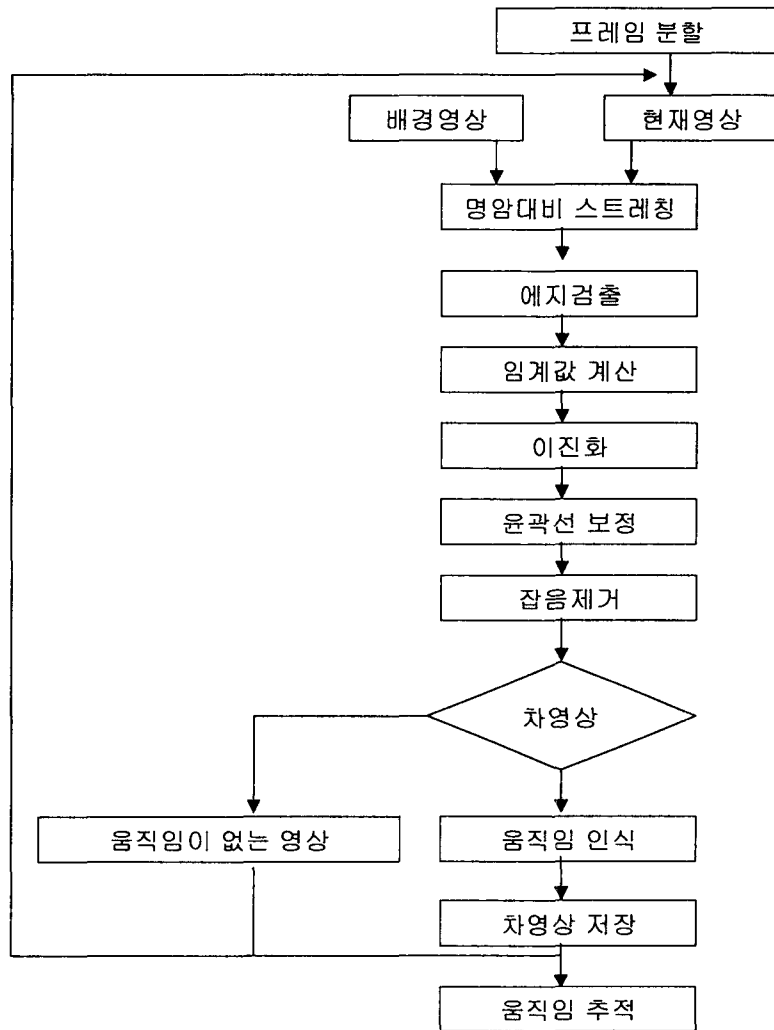 프레임 분할
배경영상
현재영상
명암대비 스트레칭
에지검출
임계값 계산
이진화
윤곽선 보정
잡음제거
차영상
움직임이 없는 영상
움직임 인식
차영상 저장
움직임 추적